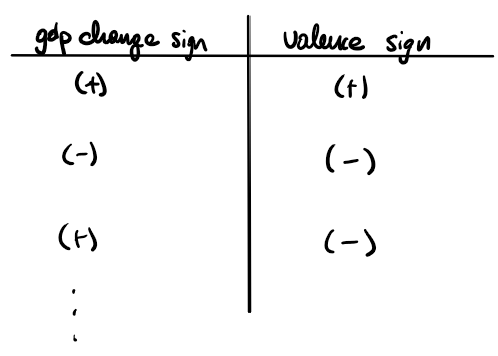 gdp change sign valence sign
(+) (+)
(-) (-)
(+) (-)